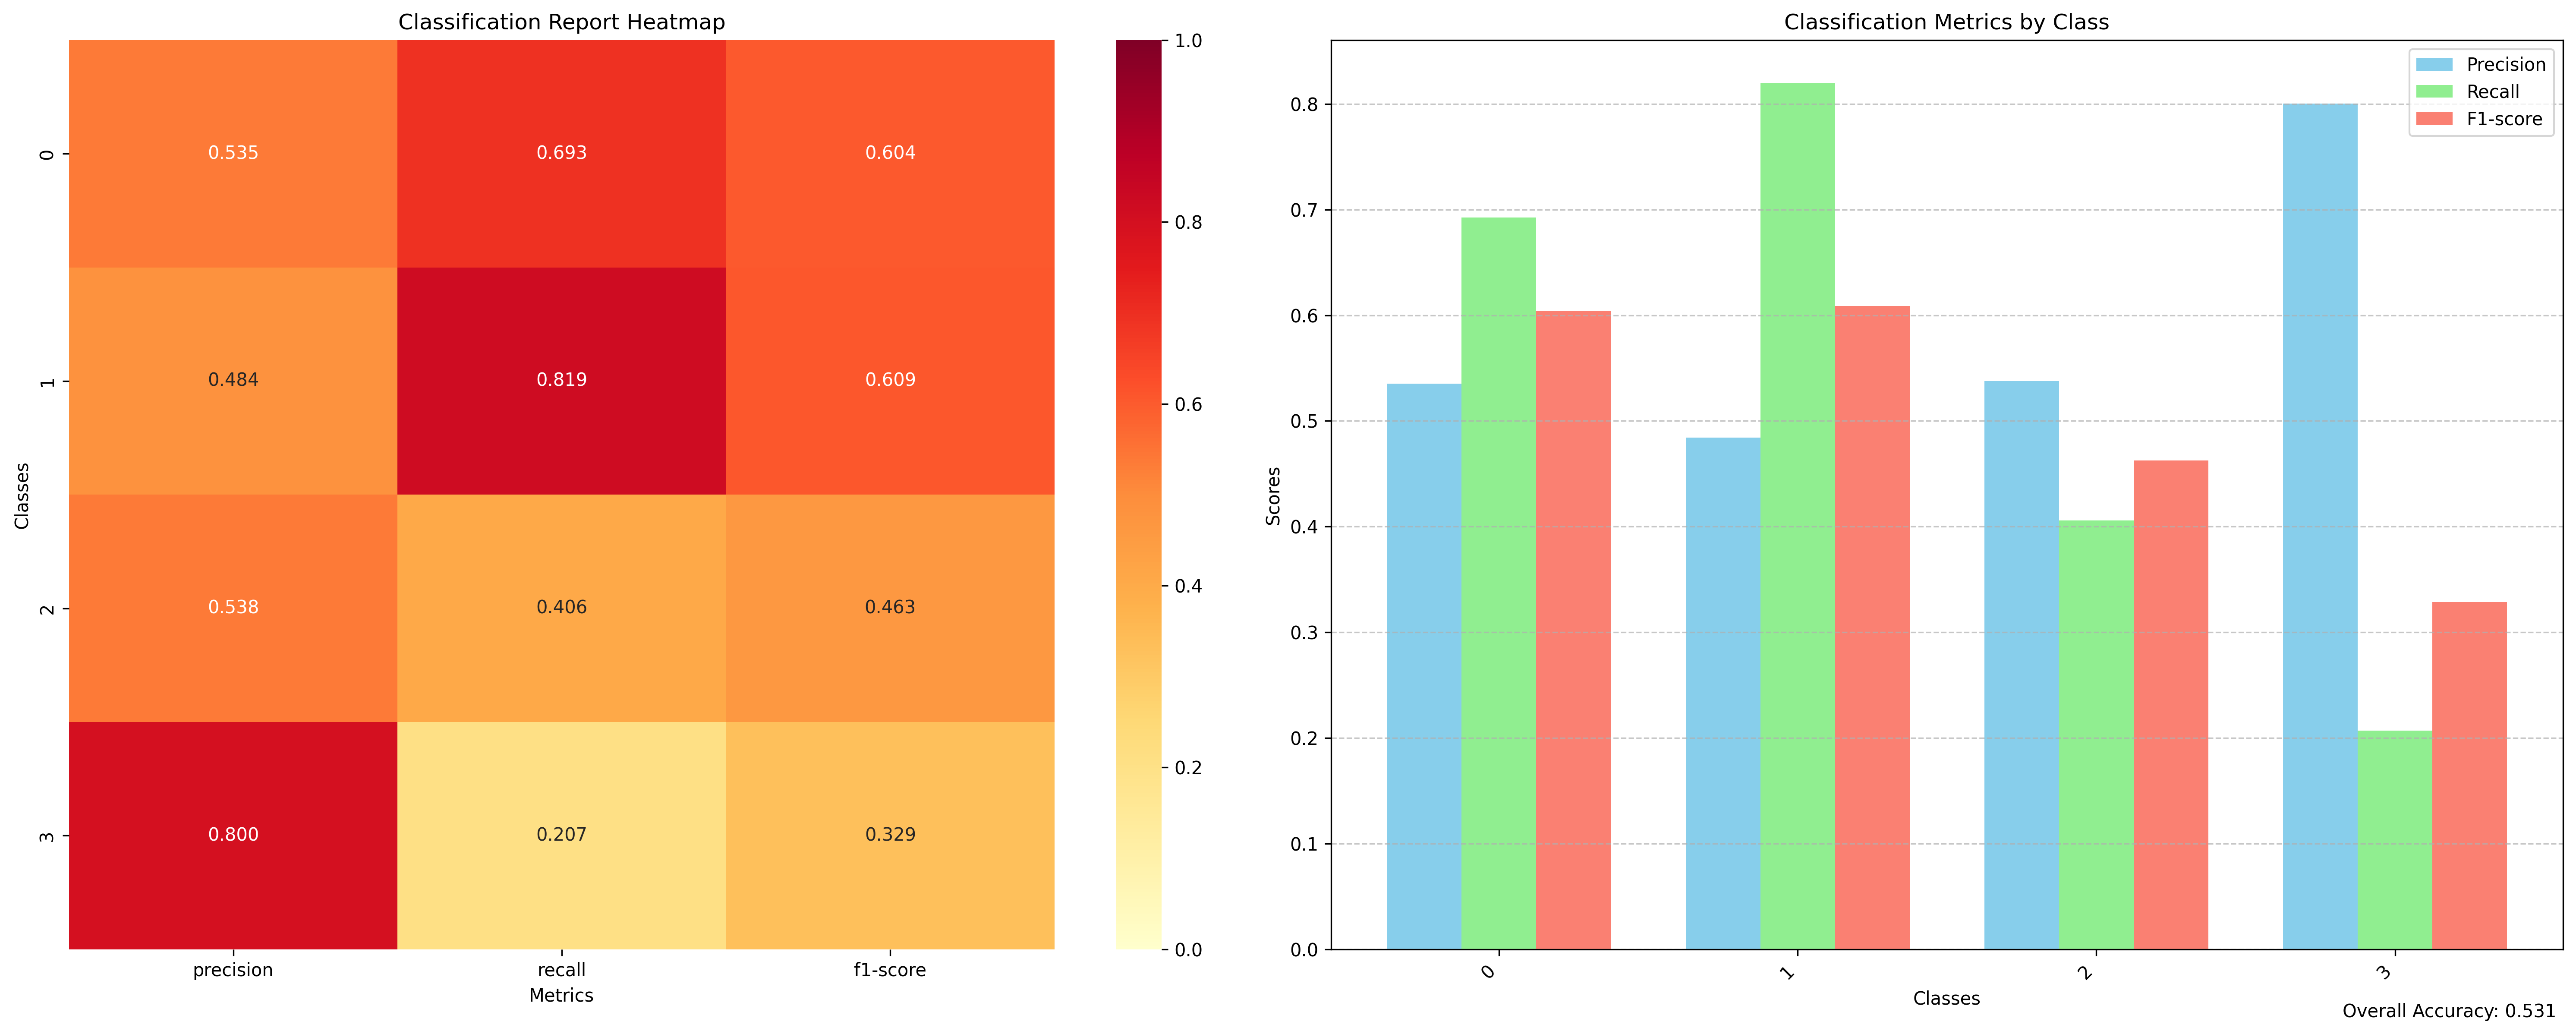 Classification Report Heatmap
Classes
0
1
2
3
0.535 0.693 0.604
0.484 0.819 0.609
0.538 0.406 0.463
0.800 0.207 0.329
precision recall f1-score
Metrics
1.0
0.8
0.6
0.4
0.2
0.0
Classification Metrics by Class
Precision
Recall
F1-score
Scores
0.8
0.7
0.6
0.5
0.4
0.3
0.2
0.1
0.0
0 1 2 3
Classes
Overall Accuracy: 0.531